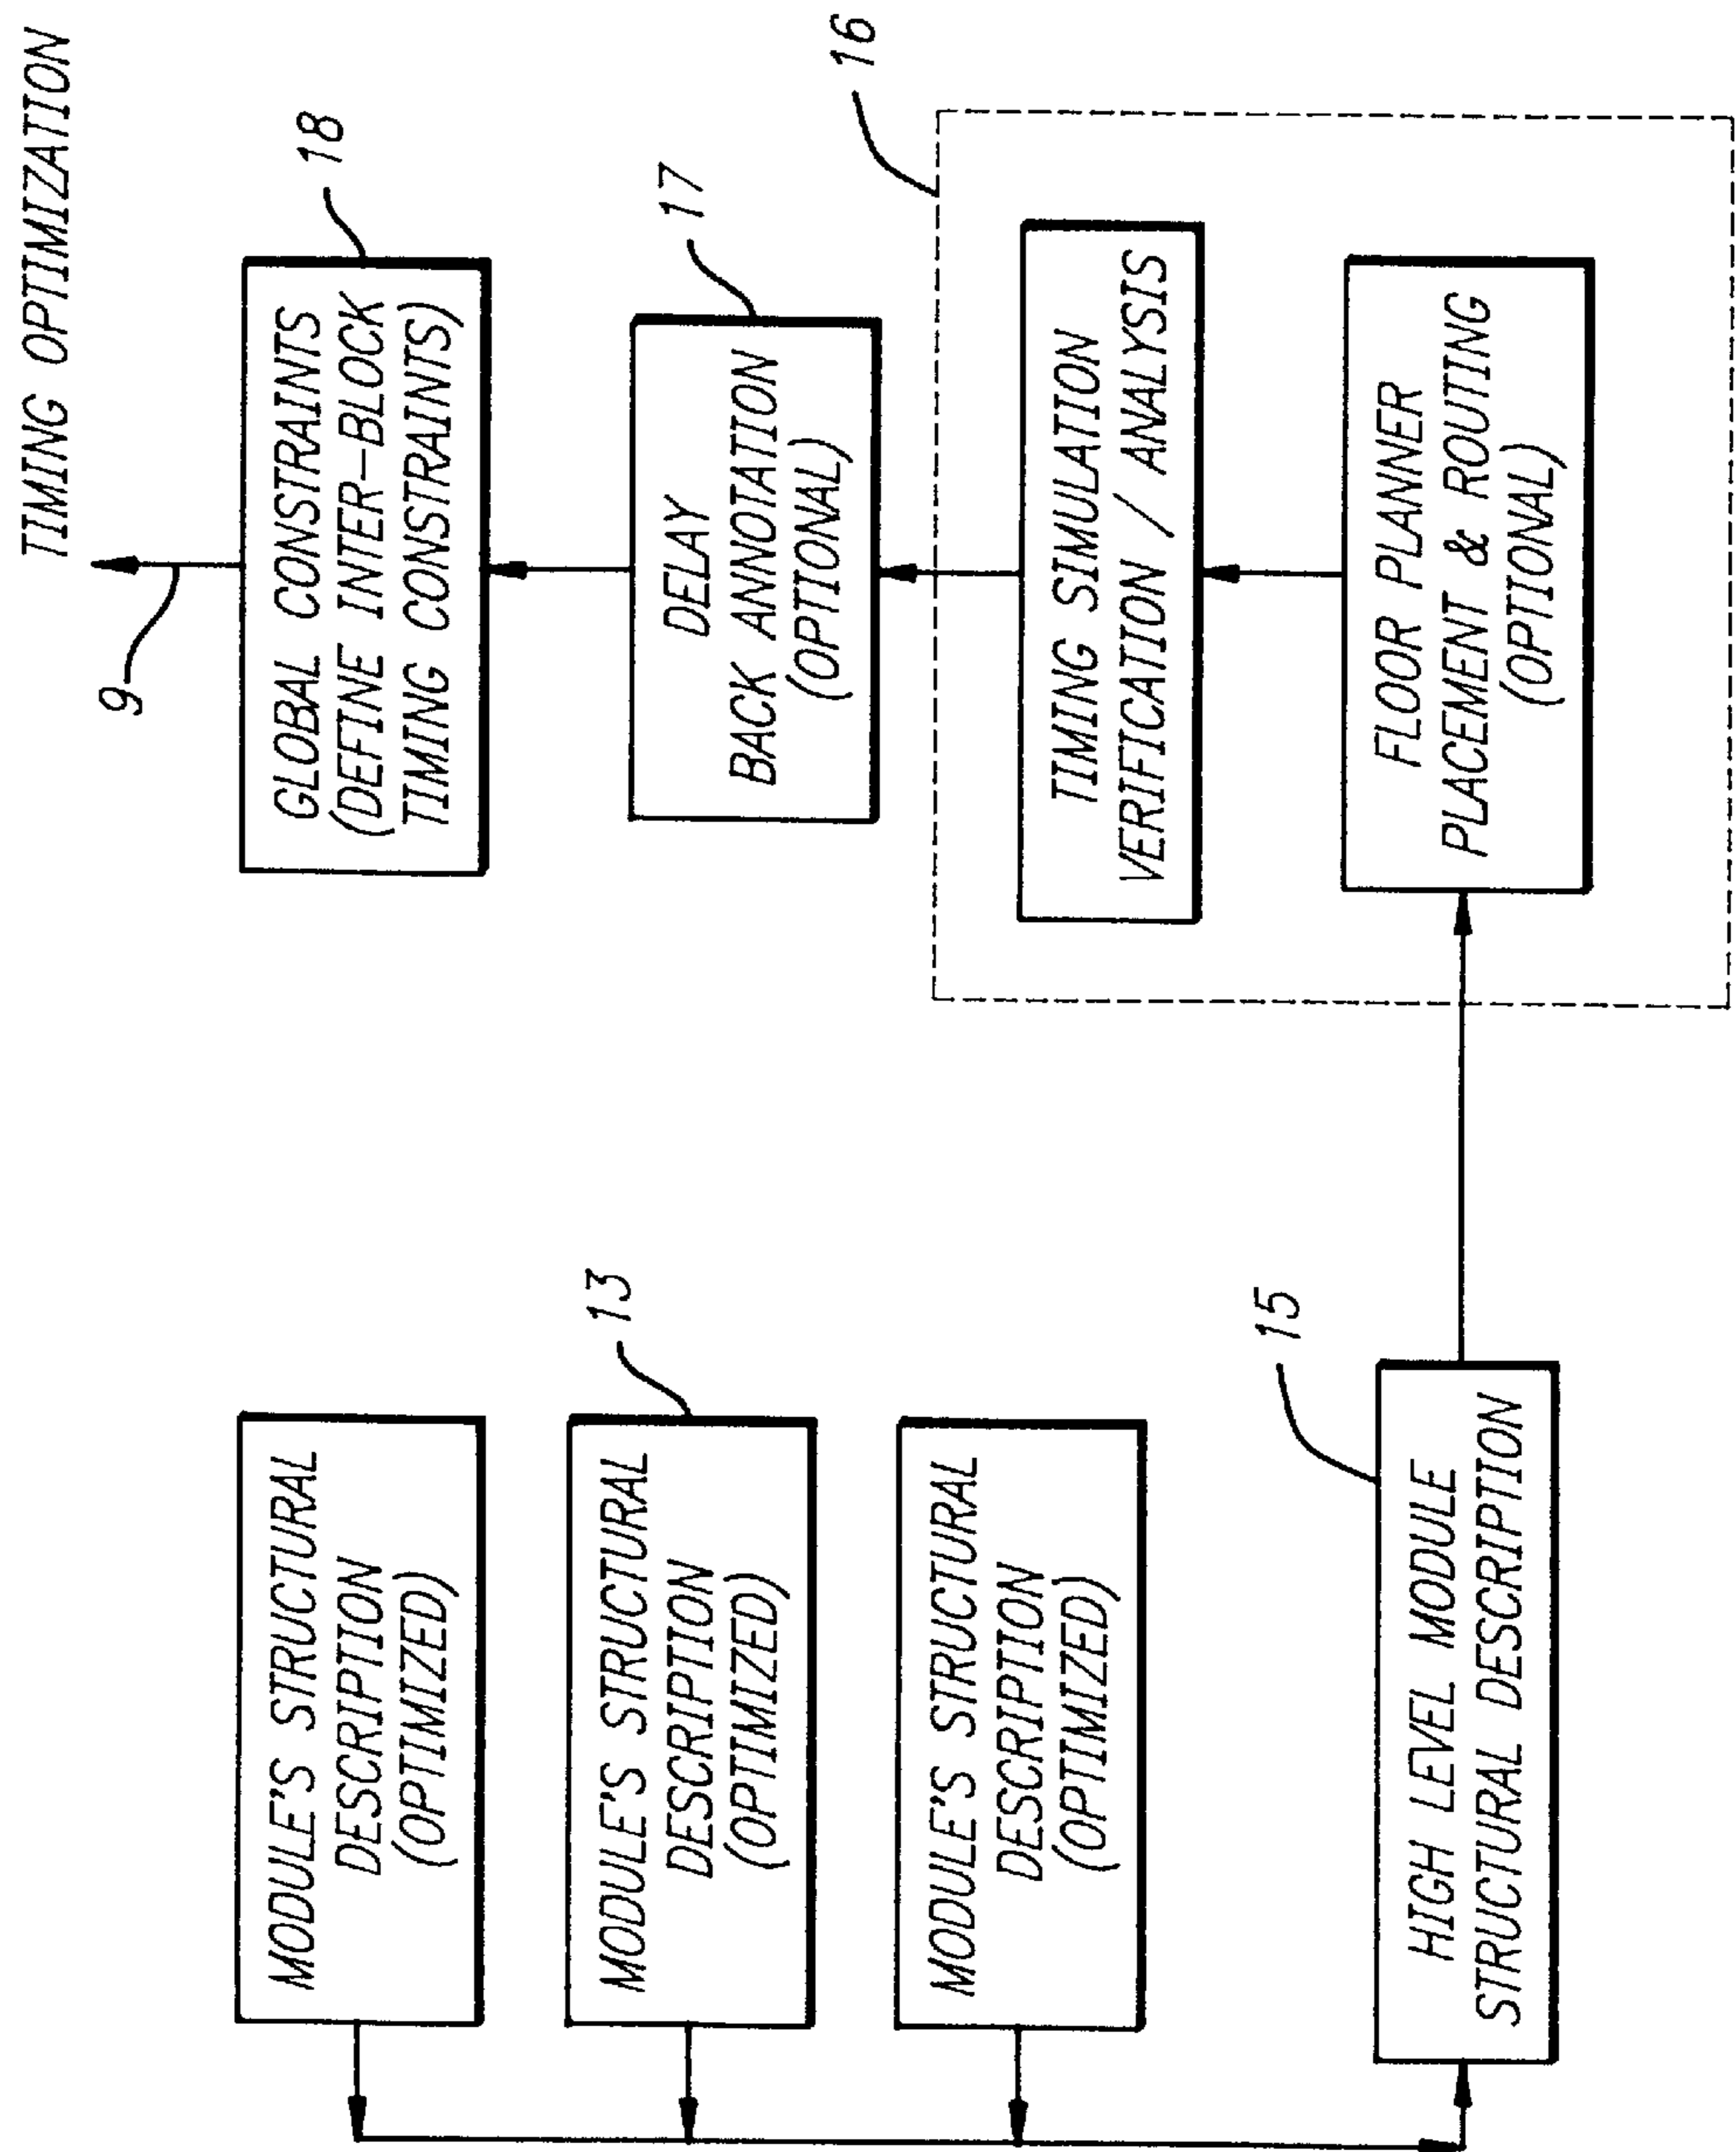 MODULE'S STRUCTURAL
DESCRIPTION
(OPTIMIZED)
MODULE'S STRUCTURAL
DESCRIPTION
(OPTIMIZED)
13
MODULE'S STRUCTURAL
DESCRIPTION
(OPTIMIZED)
15
HIGH LEVEL MODULE
STRUCTURAL DESCRIPTION
TIMING OPTIMIZATION
9
18
GLOBAL CONSTRAINTS
(DEFINE INTER-BLOCK
TIMING CONSTRAINTS)
17
DELAY
BACK ANNOTATION
(OPTIONAL)
16
TIMING SIMULATION
VERIFICATION / ANALYSIS
FLOOR PLANNER
PLACEMENT & ROUTING
(OPTIONAL)